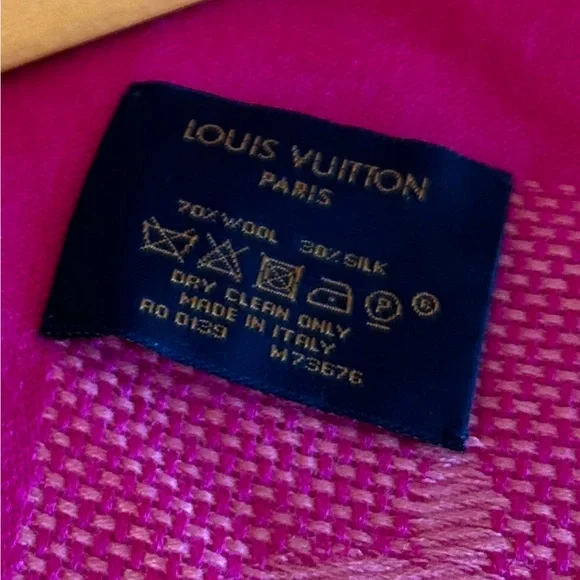 LOUIS VUITTON
PARIS
70% WOOL 30% SILK
P ®
DRY CLEAN ONLY
MADE IN ITALY
RO 0139 M73676